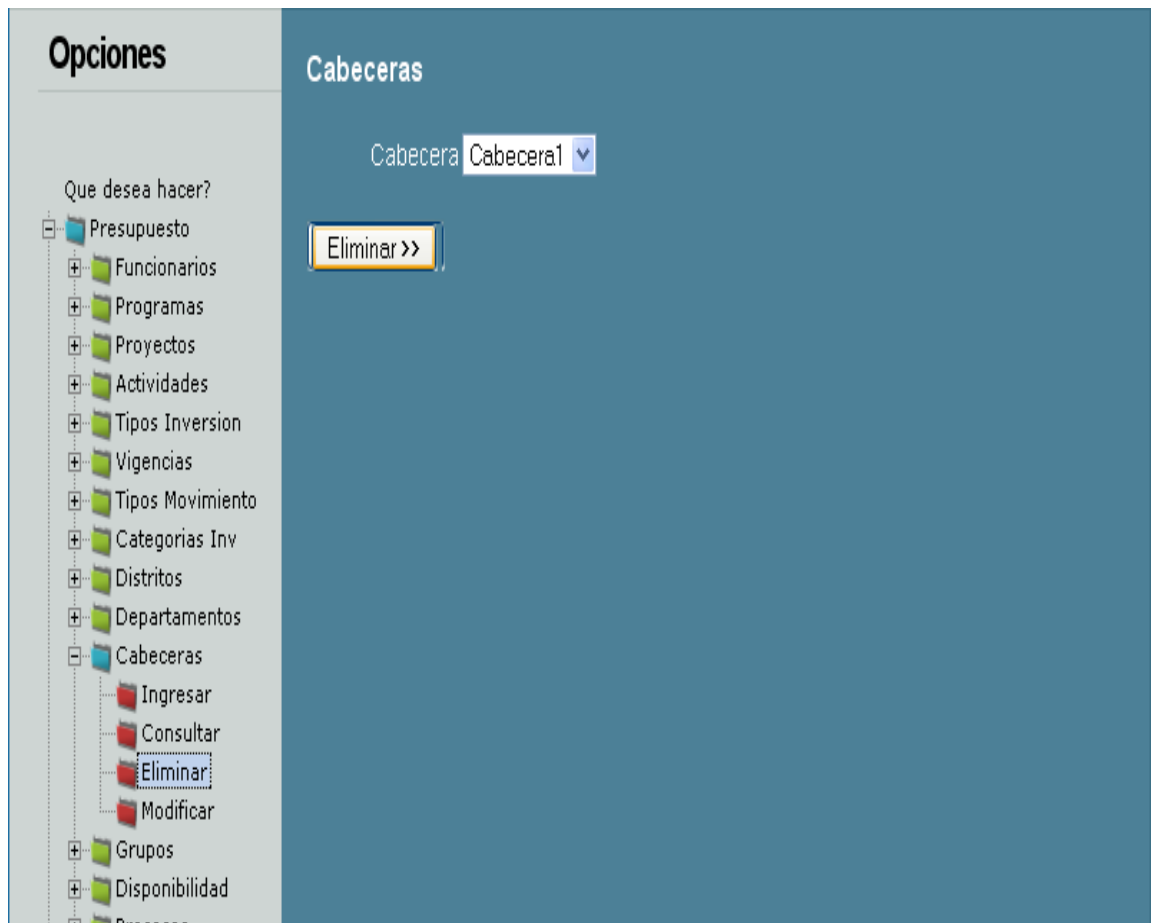 Opciones
Que desea hacer?
Presupuesto
Funcionarios
Programas
Proyectos
Actividades
Tipos Inversion
Vigencias
Tipos Movimiento
Categorias Inv
Distritos
Departamentos
Cabeceras
Ingresar
Consultar
Eliminar
Modificar
Grupos
Disponibilidad
Cabeceras
Cabecera Cabecera1
Eliminar >>